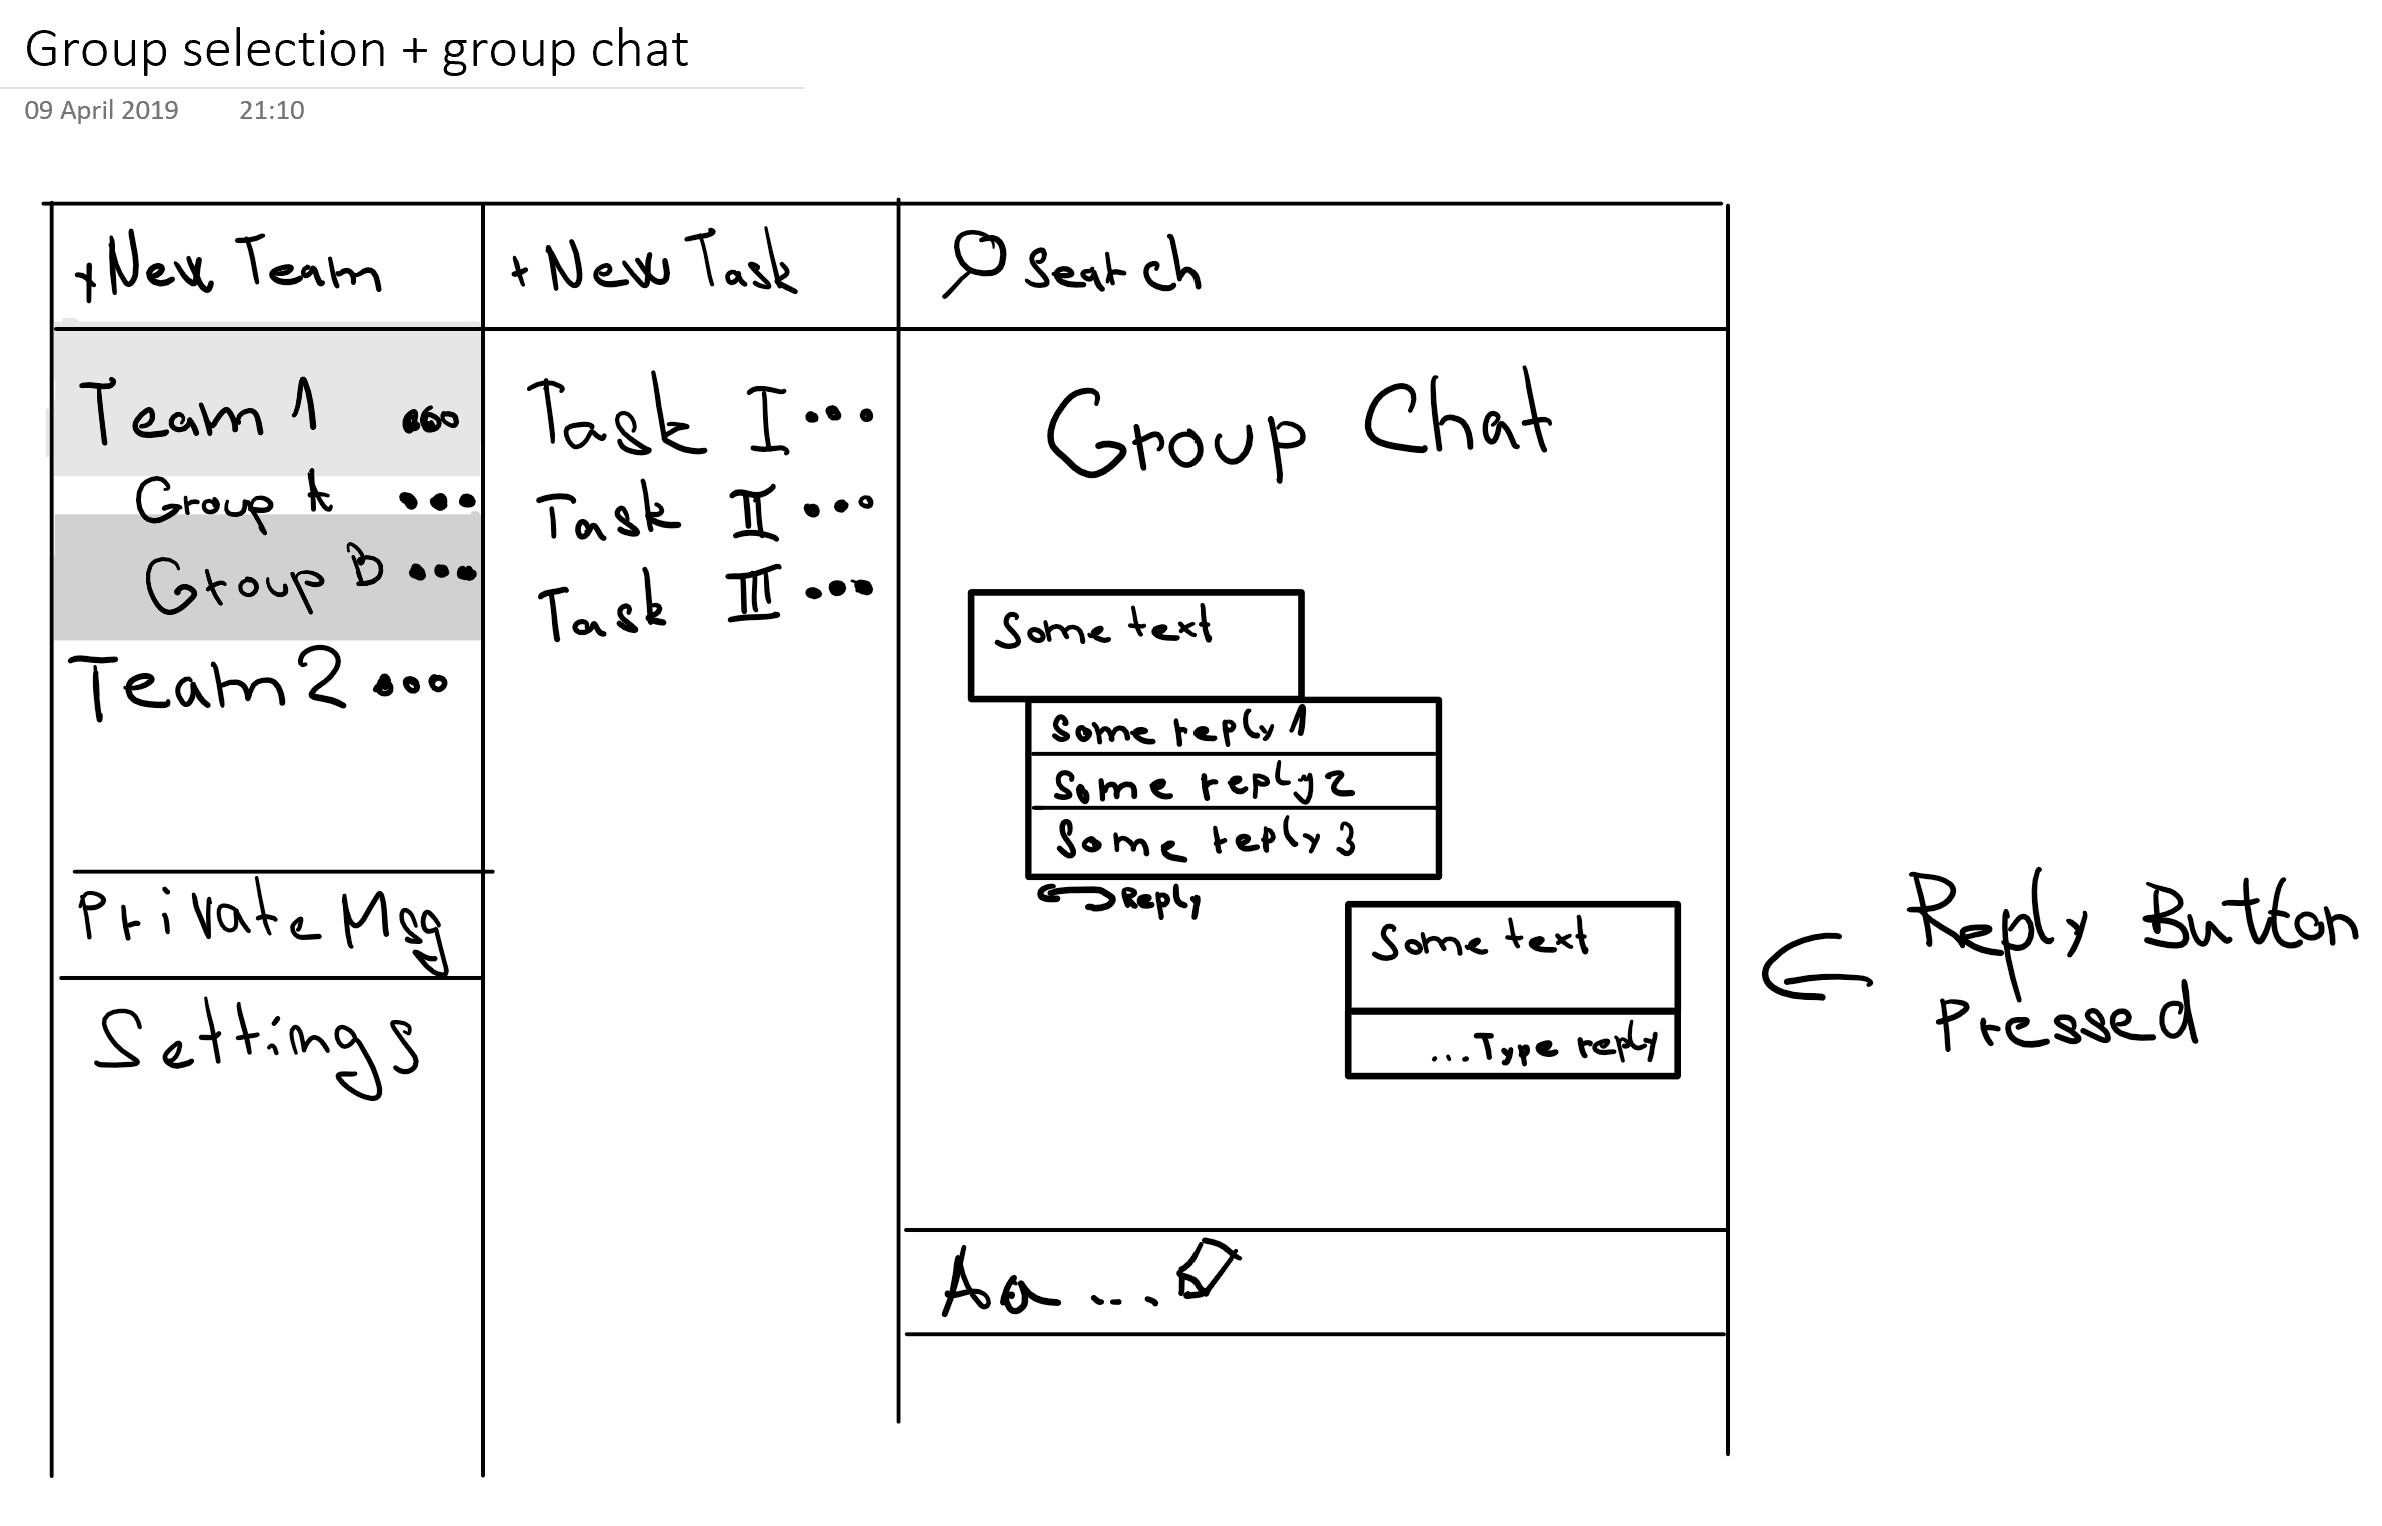 Group selection + group chat
09 April 2019 21:10
+New Team
+New Task
Search
Team 1 ...
Group A ...
Group B ...
Team 2 ...
Private Msg
Settings
Task I ...
Task II ...
Task III ...
Group Chat
Some text
Some reply 1
Some reply 2
Some reply 3
Reply
Some text
...Type reply
Aa ...
Reply Button
Pressed